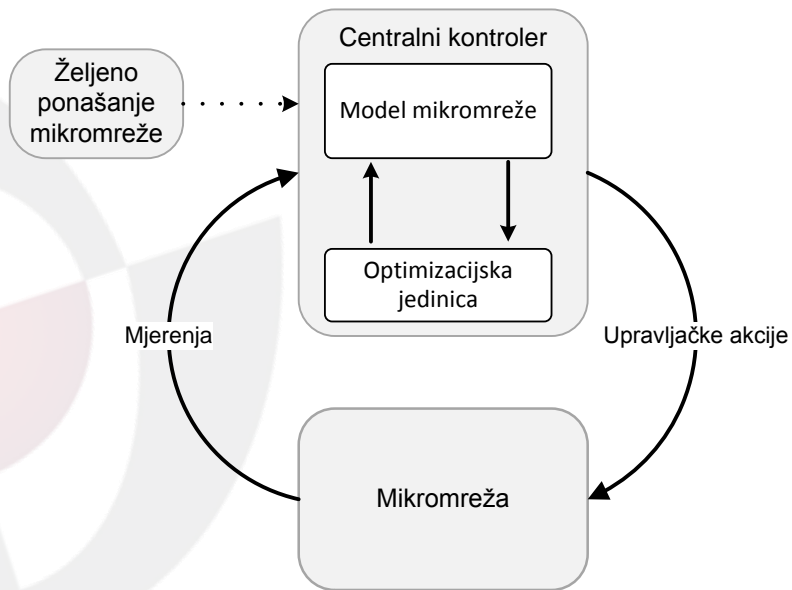 Centralni kontroler
Željeno
ponašanje
mikromreže
Model mikromreže
Optimizacijska
jedinica
Mjerenja
Upravljačke akcije
Mikromreža